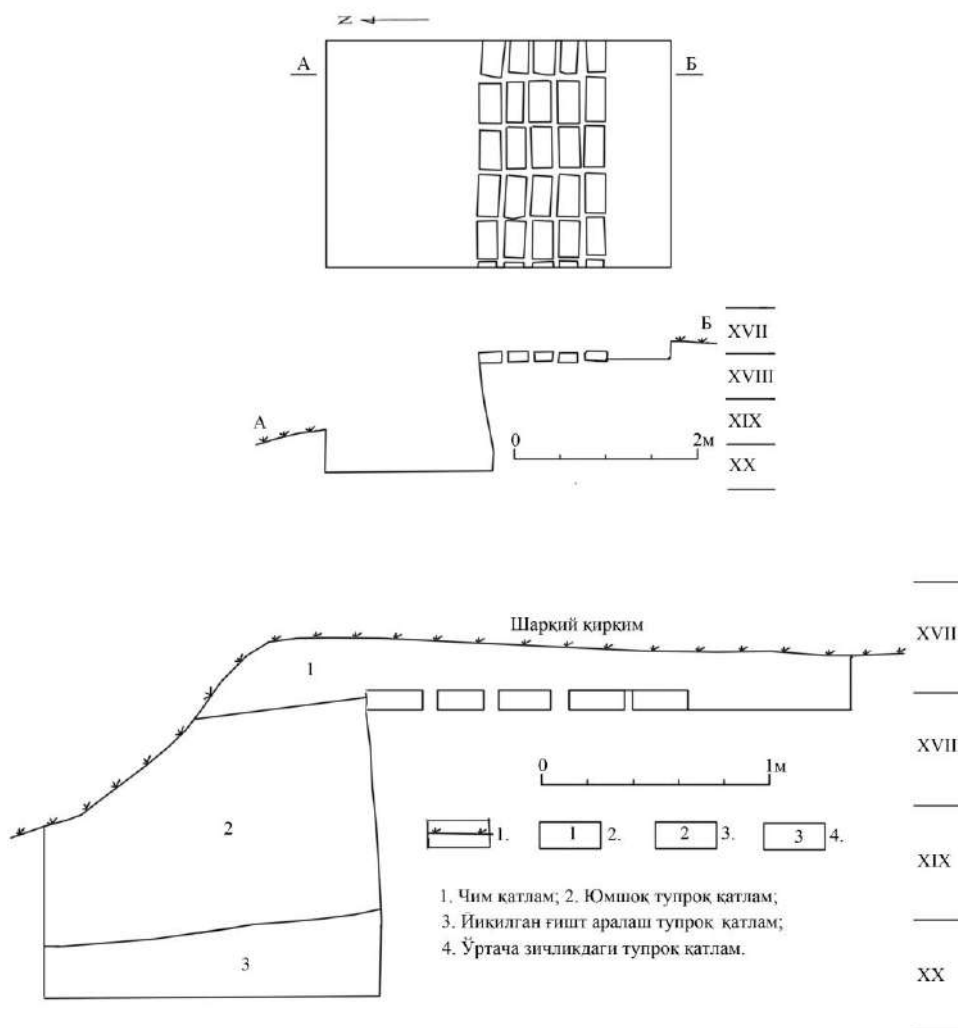 N
А Б
Б
XVII
XVIII
А
XIX
0 2м
XX
Шарқий қирқим
XVII
1
XVII
0 1м
2
1. 1 2. 2 3. 3 4.
XIX
1. Чим қатлам; 2. Юмшоқ тупроқ қатлам;
3. Йиқилган ғишт аралаш тупроқ қатлам;
4. Ўртача зичликдаги тупроқ қатлам.
3
XX